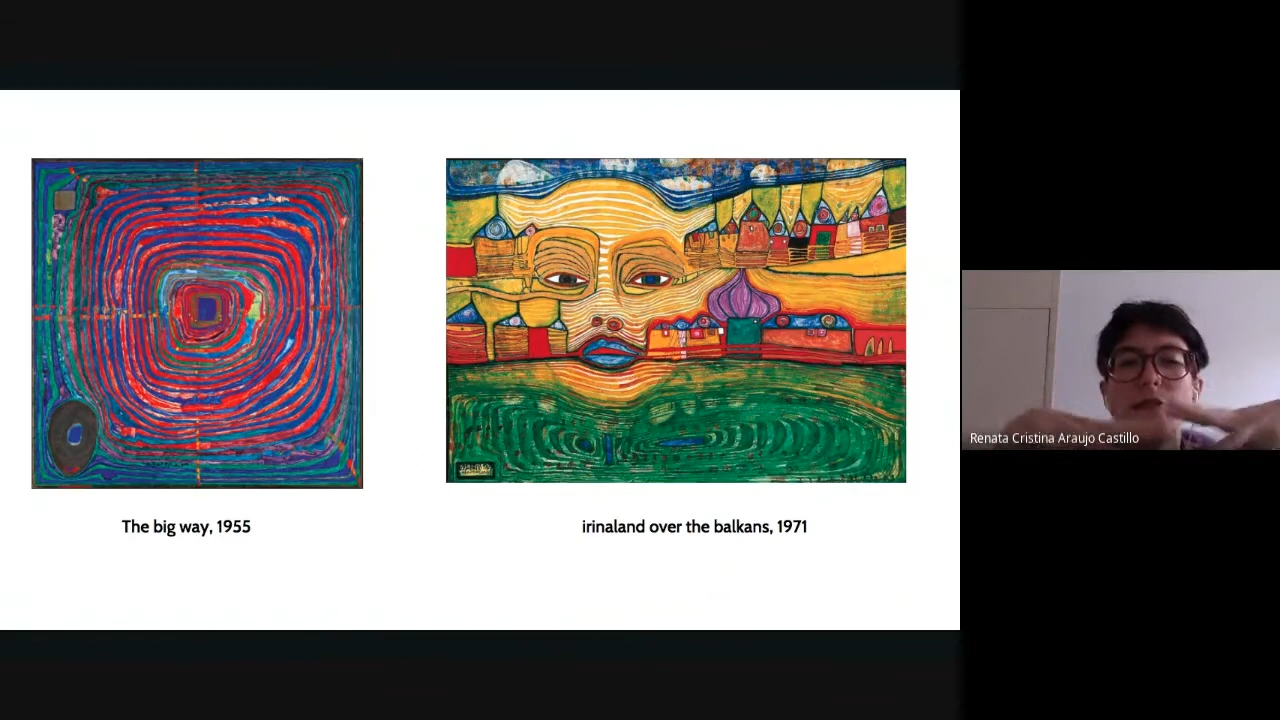 The big way, 1955
irinaland over the balkans, 1971
Renata Cristina Araujo Castillo